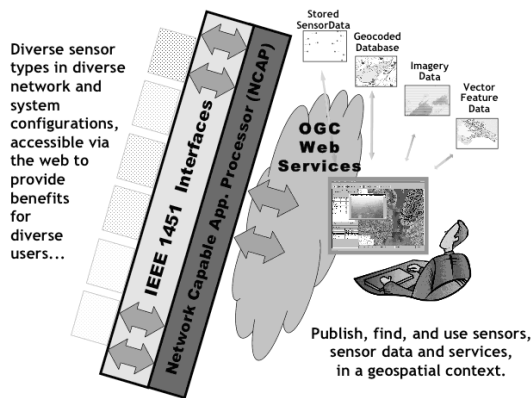 Diverse sensor
types in diverse
network and
system
configurations,
accessible via
the web to
provide
benefits
for
diverse
users...
IEEE 1451 Interfaces
Network Capable App. Processor (NCAP)
OGC
Web
Services
Stored
SensorData
Geocoded
Database
Imagery
Data
Vector
Feature
Data
Publish, find, and use sensors,
sensor data and services,
in a geospatial context.